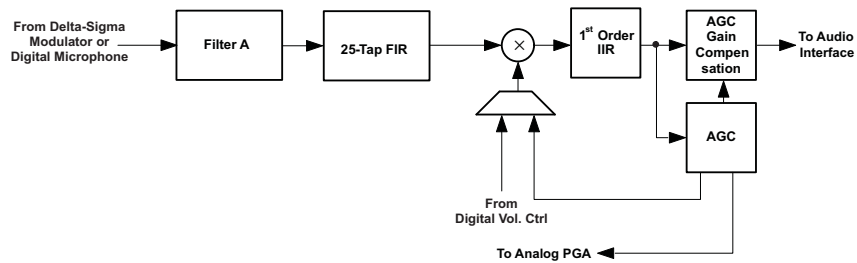 From Delta-Sigma
Modulator or
Digital Microphone
Filter A
25-Tap FIR
×
1st Order
IIR
AGC
Gain
Compen
sation
To Audio
Interface
AGC
From
Digital Vol. Ctrl
To Analog PGA